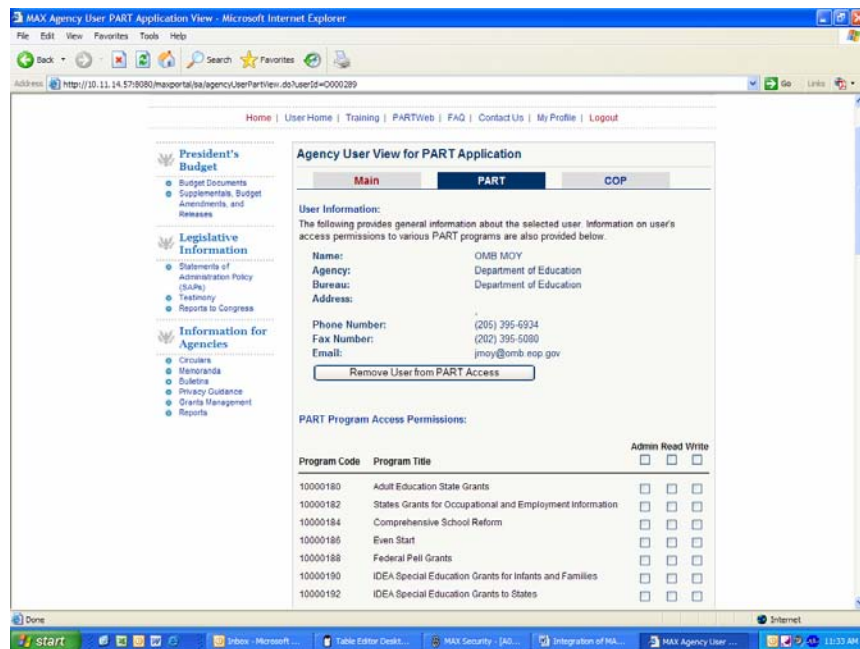 MAX Agency User PART Application View - Microsoft Internet Explorer
File Edit View Favorites Tools Help
Back Search Favorites
Address http://10.11.14.57:8080/maxportal/sa/agencyUserPartView.do?userId=O000289 Go Links
Home | User Home | Training | PARTWeb | FAQ | Contact Us | My Profile | Logout
President's
Budget
Budget Documents
Supplementals, Budget
Amendments, and
Releases
Legislative
Information
Statements of
Administration Policy
(SAPs)
Testimony
Reports to Congress
Information for
Agencies
Circulars
Memoranda
Bulletins
Privacy Guidance
Grants Management
Reports
Agency User View for PART Application
Main PART COP
User Information:
The following provides general information about the selected user. Information on user's
access permissions to various PART programs are also provided below.
Name: OMB MOY
Agency: Department of Education
Bureau: Department of Education
Address:
,
Phone Number: (205) 395-6934
Fax Number: (202) 395-5080
Email: jmoy@omb.eop.gov
Remove User from PART Access
PART Program Access Permissions:
Admin Read Write
Program Code Program Title
10000180 Adult Education State Grants
10000182 States Grants for Occupational and Employment Information
10000184 Comprehensive School Reform
10000186 Even Start
10000188 Federal Pell Grants
10000190 IDEA Special Education Grants for Infants and Families
10000192 IDEA Special Education Grants to States
Done Internet
start Inbox - Microsoft ... Table Editor Deskt... MAX Security - [AO... Integration of MA... MAX Agency User ... 11:33 AM